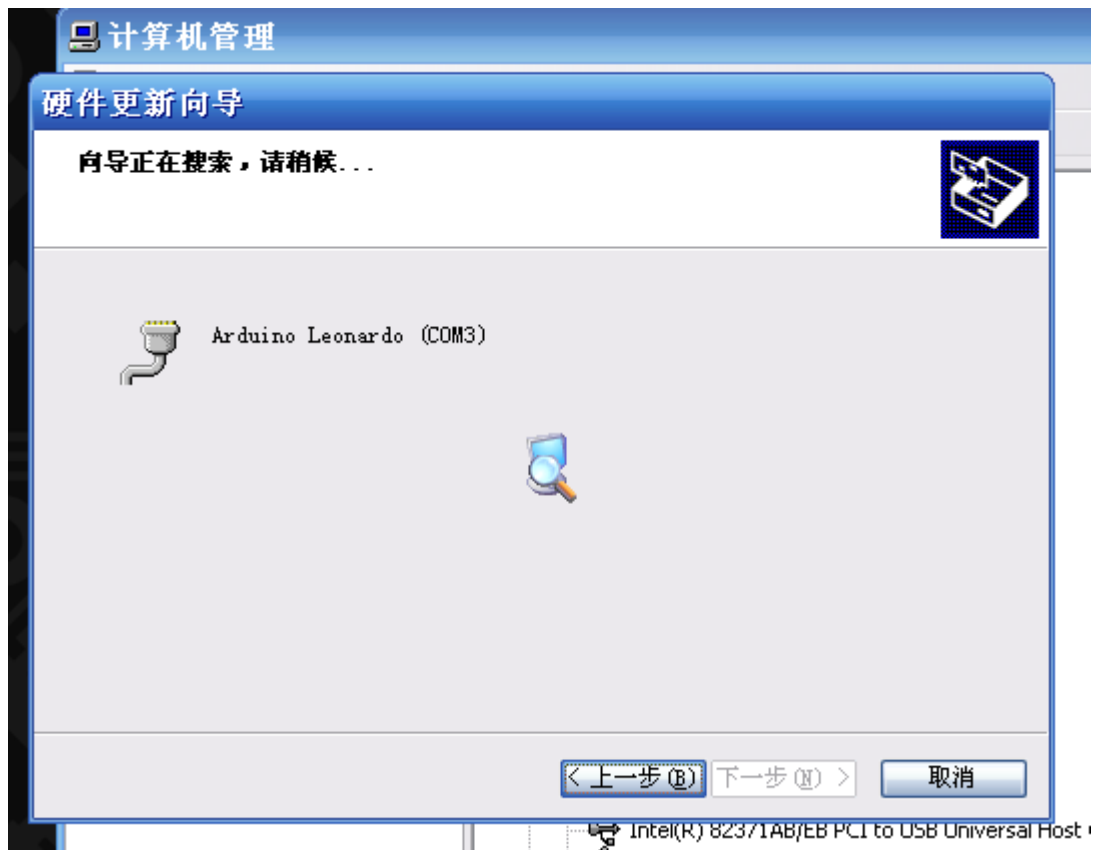 计算机管理
硬件更新向导
向导正在搜索，请稍候...
Arduino Leonardo (COM3)
< 上一步(B)
下一步(N) >
取消
Intel(R) 82371AB/EB PCI to USB Universal Host